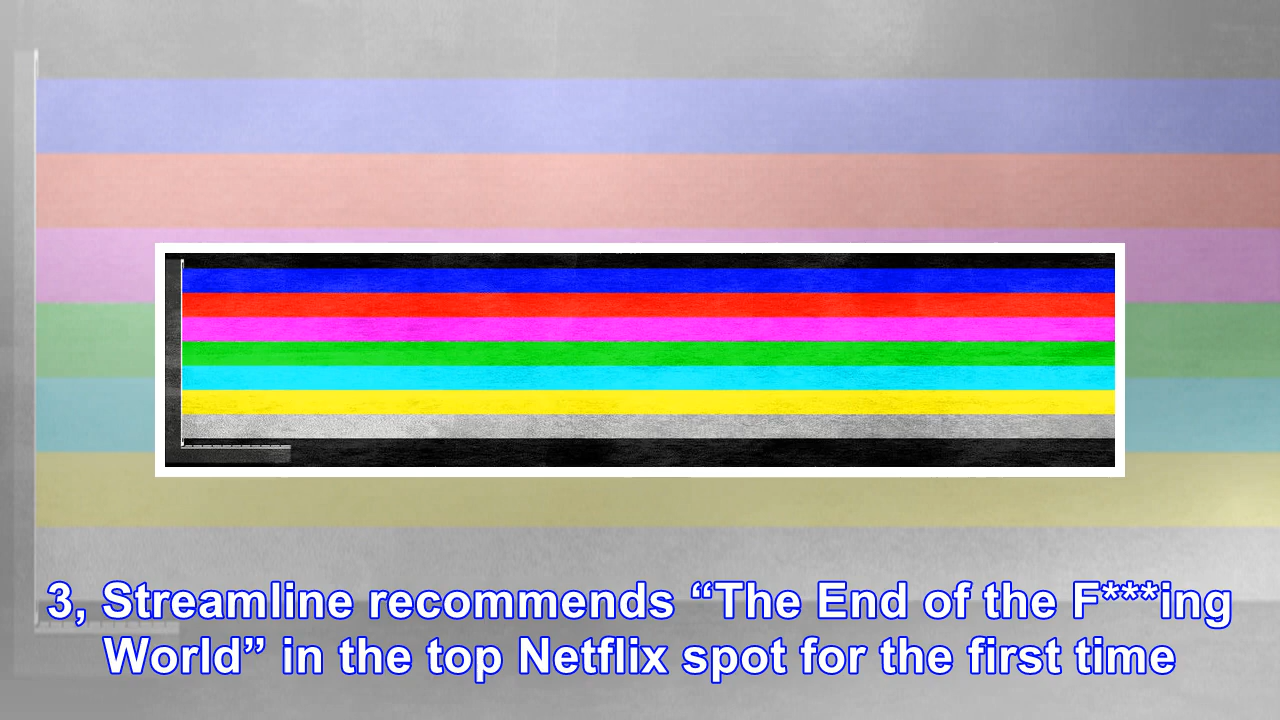 3, Streamline recommends “The End of the F***ing
World” in the top Netflix spot for the first time